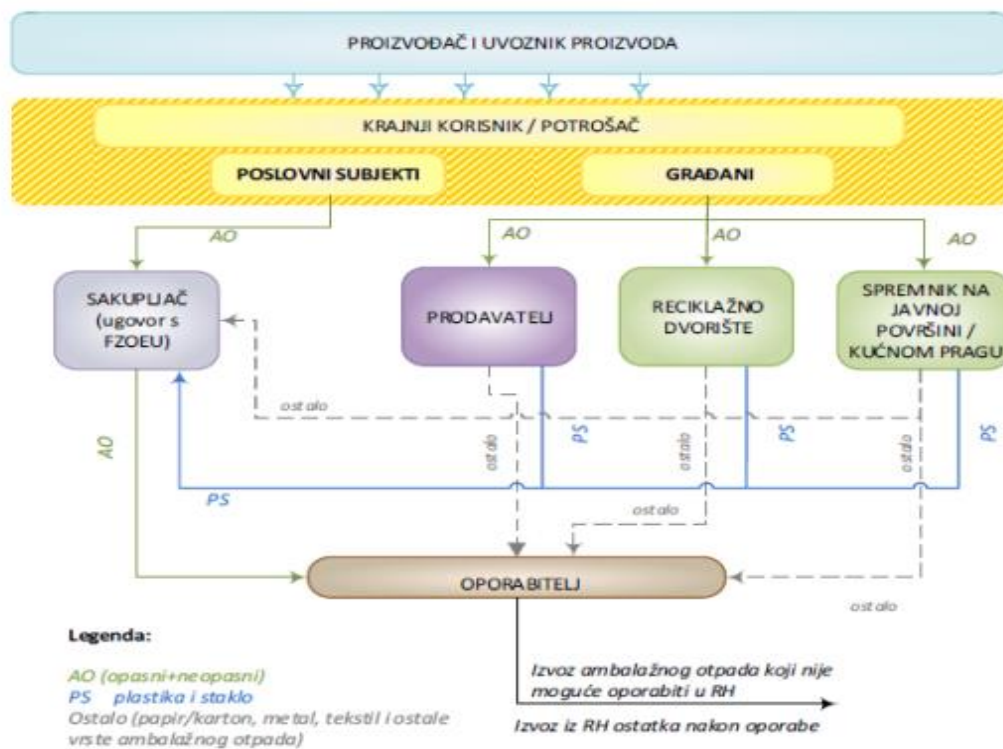 PROIZVOĐAČ I UVOZNIK PROIZVODA
KRAJNJI KORISNIK / POTROŠAČ
POSLOVNI SUBJEKTI
GRAĐANI
AO
AO
AO
AO
SAKUPLJAČ
(ugovor s
FZOEU)
PRODAVATELJ
RECIKLAŽNO
DVORIŠTE
SPREMNIK NA
JAVNOJ
POVRŠINI /
KUĆNOM PRAGU
ostalo
AO
ostalo
PS
ostalo
PS
ostalo
PS
PS
ostalo
OPORABITELJ
ostalo
Legenda:
AO (opasni+neopasni)
PS plastika i staklo
Ostalo (papir/karton, metal, tekstil i ostale
vrste ambalažnog otpada)
Izvoz ambalažnog otpada koji nije
moguće oporabiti u RH
Izvoz iz RH ostatka nakon oporabe